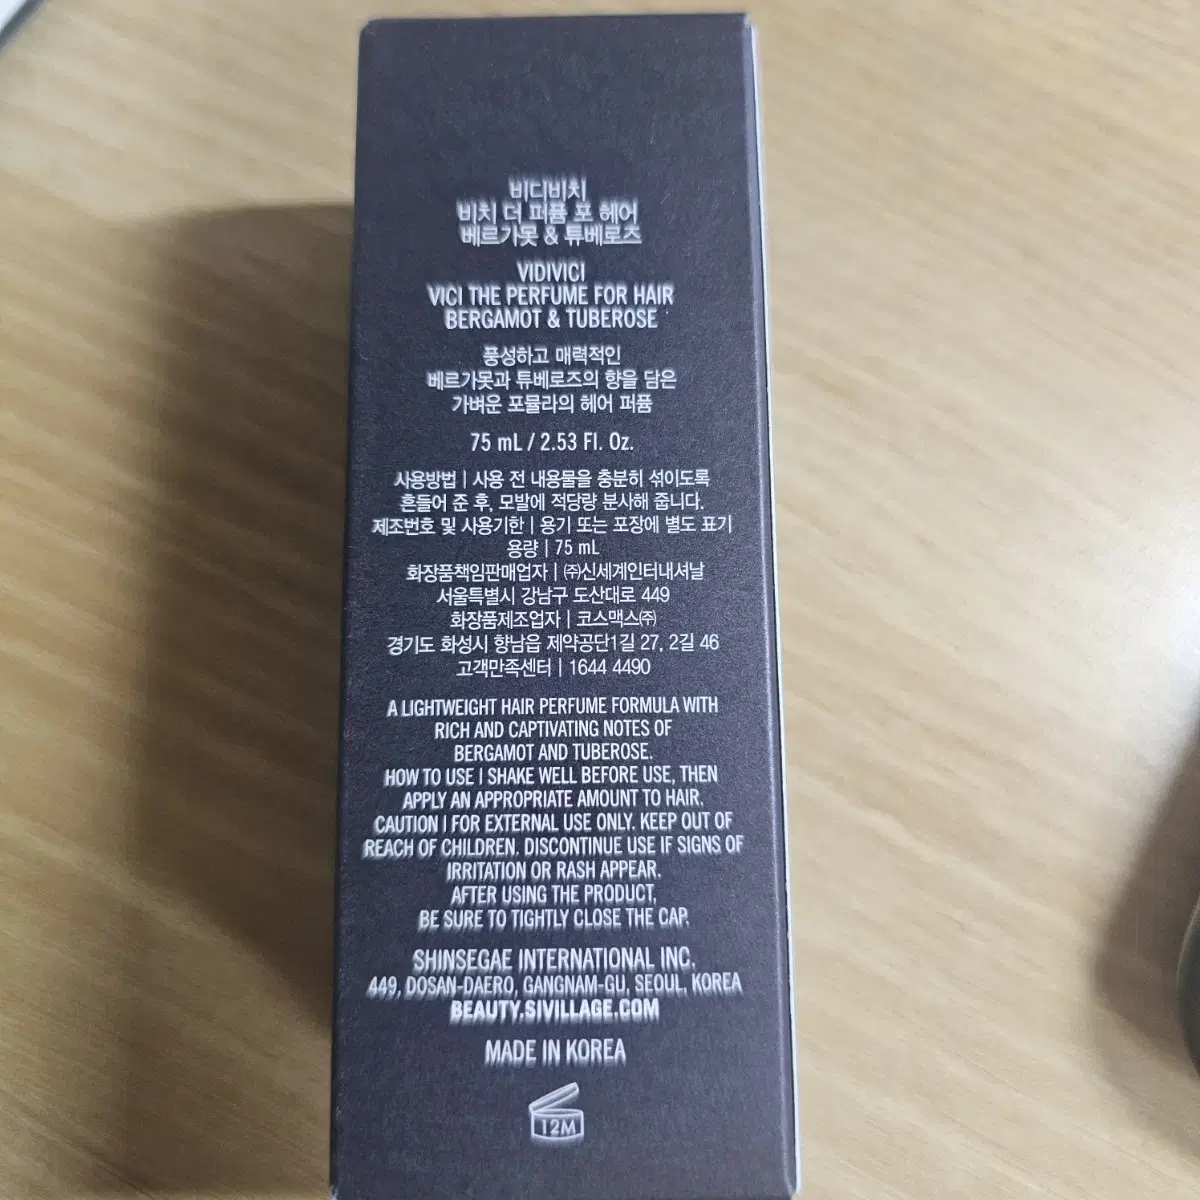 비디비치
비치 더 퍼퓸 포 헤어
베르가못 & 튜베로즈
VIDIVICI
VICI THE PERFUME FOR HAIR
BERGAMOT & TUBEROSE
풍성하고 매력적인
베르가못과 튜베로즈의 향을 담은
가벼운 포뮬라의 헤어 퍼퓸
75 mL / 2.53 Fl. Oz.
사용방법 | 사용 전 내용물을 충분히 섞이도록
흔들어 준 후, 모발에 적당량 분사해 줍니다.
제조번호 및 사용기한 | 용기 또는 포장에 별도 표기
용량 | 75 mL
화장품책임판매업자 | ㈜신세계인터내셔날
서울특별시 강남구 도산대로 449
화장품제조업자 | 코스맥스㈜
경기도 화성시 향남읍 제약공단1길 27, 2길 46
고객만족센터 | 1644 4490
A LIGHTWEIGHT HAIR PERFUME FORMULA WITH
RICH AND CAPTIVATING NOTES OF
BERGAMOT AND TUBEROSE.
HOW TO USE | SHAKE WELL BEFORE USE, THEN
APPLY AN APPROPRIATE AMOUNT TO HAIR.
CAUTION | FOR EXTERNAL USE ONLY. KEEP OUT OF
REACH OF CHILDREN. DISCONTINUE USE IF SIGNS OF
IRRITATION OR RASH APPEAR.
AFTER USING THE PRODUCT,
BE SURE TO TIGHTLY CLOSE THE CAP.
SHINSEGAE INTERNATIONAL INC.
449, DOSAN-DAERO, GANGNAM-GU, SEOUL, KOREA
BEAUTY.SIVILLAGE.COM
MADE IN KOREA
12M